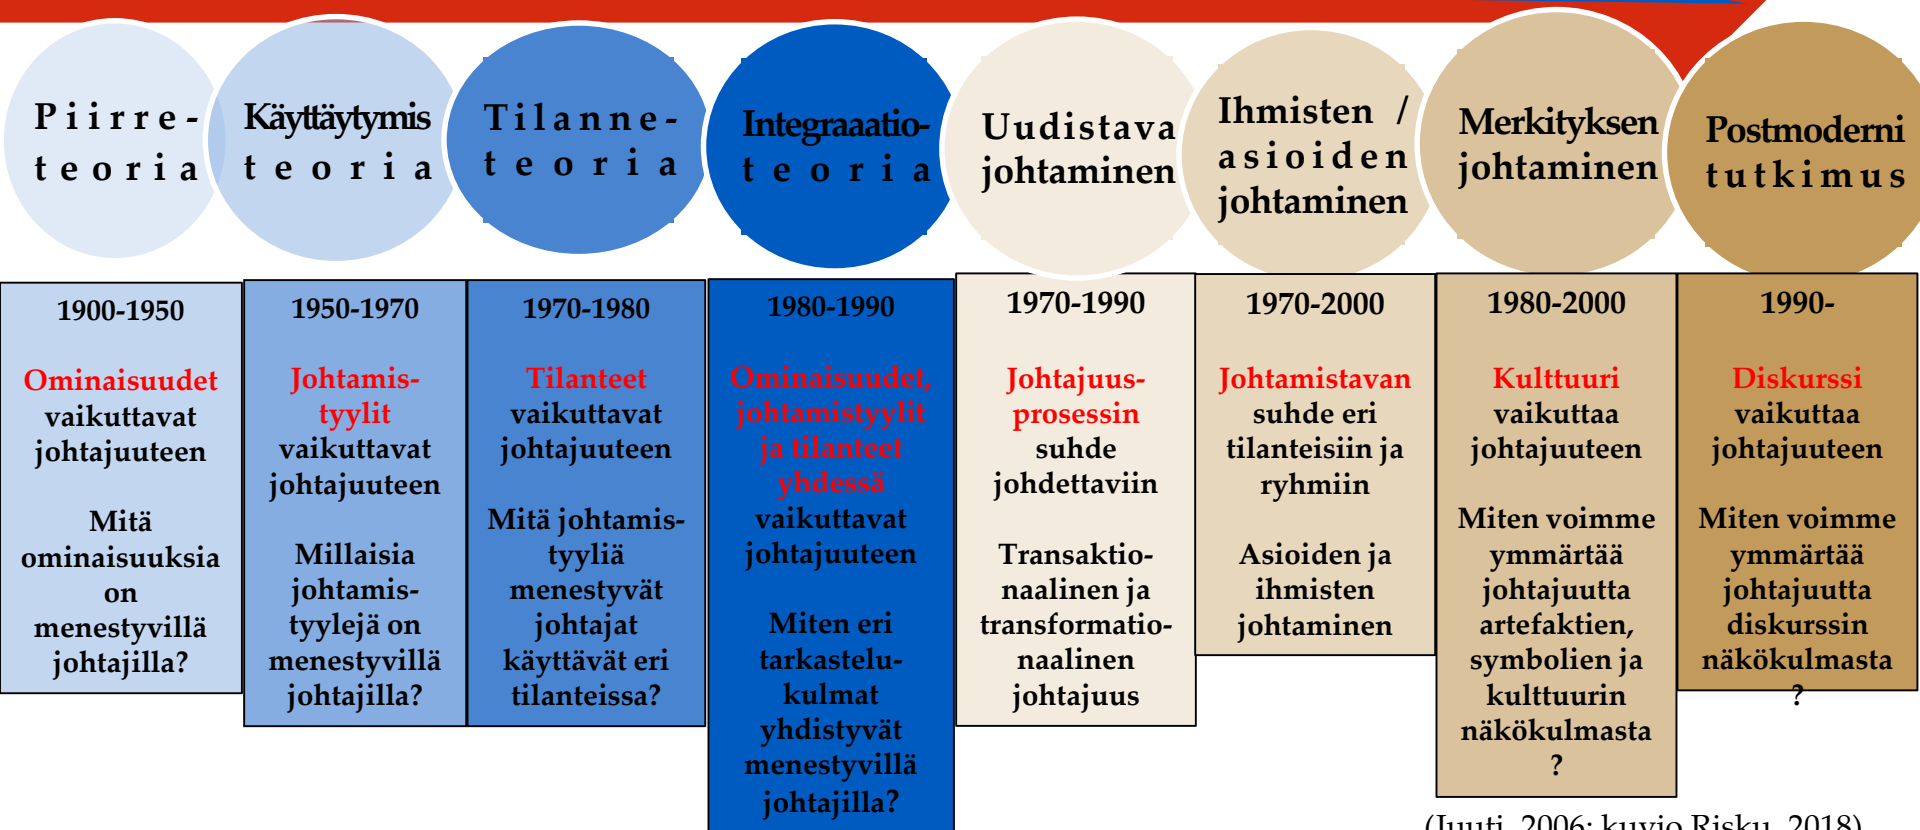 Piirre-
teoria
Käyttäytymis
teoria
Tilanne-
teoria
Integraaatio-
teoria
Uudistava
johtaminen
Ihmisten /
asioiden
johtaminen
Merkityksen
johtaminen
Postmoderni
tutkimus
1900-1950
Ominaisuudet
vaikuttavat
johtajuuteen
Mitä
ominaisuuksia
on
menestyvillä
johtajilla?
1950-1970
Johtamis-
tyylit
vaikuttavat
johtajuuteen
Millaisia
johtamis-
tyylejä on
menestyvillä
johtajilla?
1970-1980
Tilanteet
vaikuttavat
johtajuuteen
Mitä johtamis-
tyyliä
menestyvät
johtajat
käyttävät eri
tilanteissa?
1980-1990
Ominaisuudet,
johtamistyylit
ja tilanteet
yhdessä
vaikuttavat
johtajuuteen
Miten eri
tarkastelu-
kulmat
yhdistyvät
menestyvillä
johtajilla?
1970-1990
Johtajuus-
prosessin
suhde
johdettaviin
Transaktio-
naalinen ja
transformatio-
naalinen
johtajuus
1970-2000
Johtamistavan
suhde eri
tilanteisiin ja
ryhmiin
Asioiden ja
ihmisten
johtaminen
1980-2000
Kulttuuri
vaikuttaa
johtajuuteen
Miten voimme
ymmärtää
johtajuutta
artefaktien,
symbolien ja
kulttuurin
näkökulmasta
?
1990-
Diskurssi
vaikuttaa
johtajuuteen
Miten voimme
ymmärtää
johtajuutta
diskurssin
näkökulmasta
?
(Juuti, 2006; kuvio Risku, 2018)